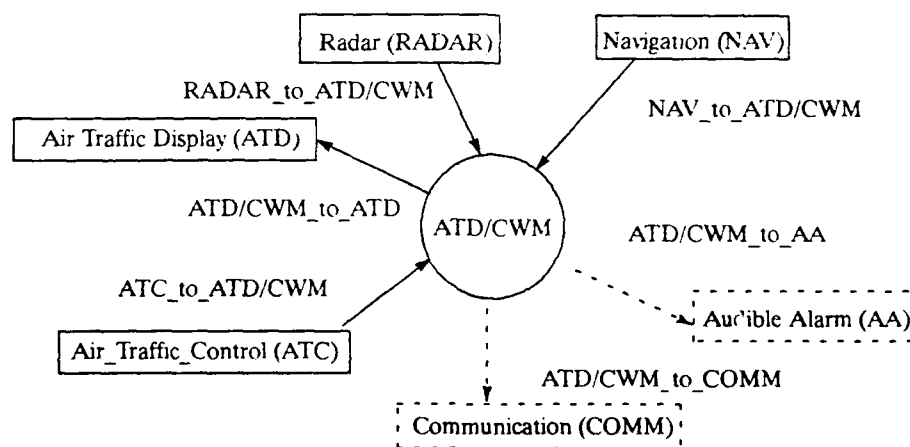 Radar (RADAR)
Navigation (NAV)
RADAR_to_ATD/CWM
NAV_to_ATD/CWM
Air Traffic Display (ATD)
ATD/CWM_to_ATD
ATD/CWM
ATD/CWM_to_AA
ATC_to_ATD/CWM
Audible Alarm (AA)
Air_Traffic_Control (ATC)
ATD/CWM_to_COMM
Communication (COMM)